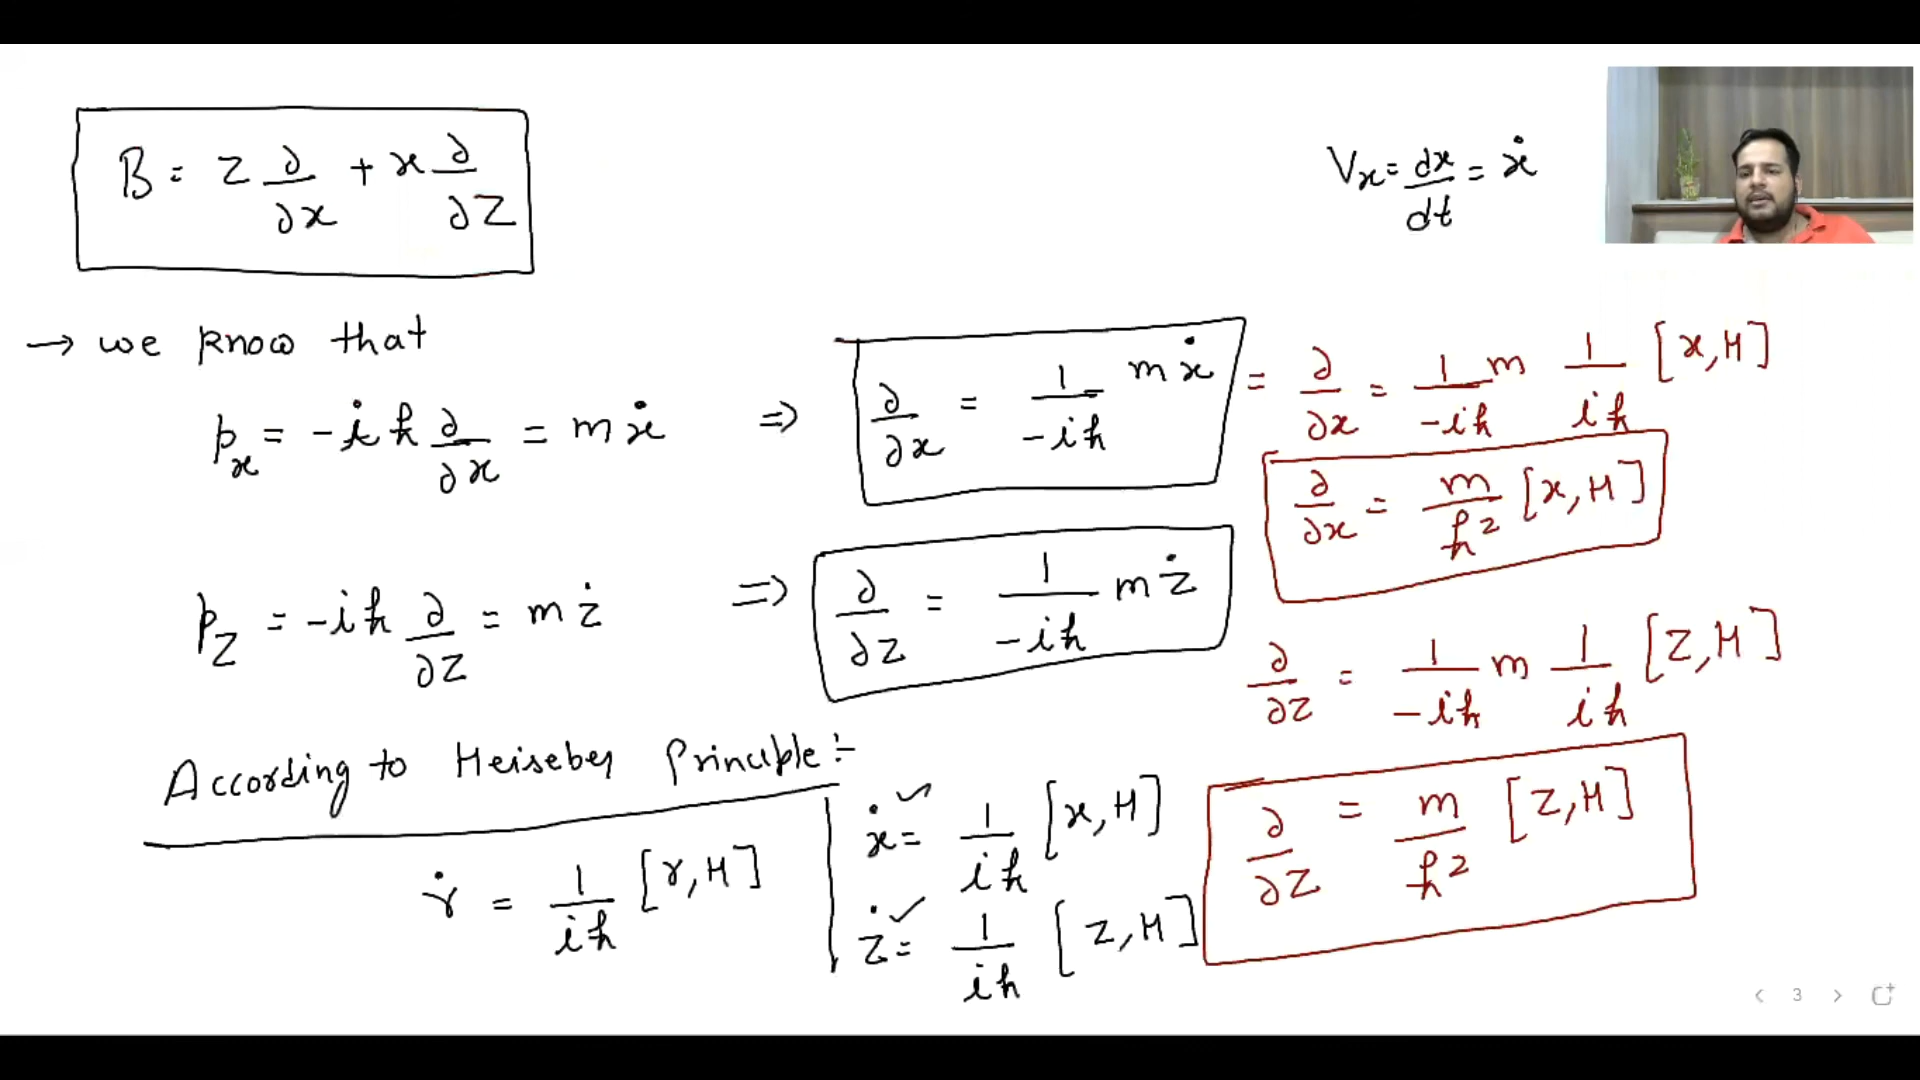 B = z ∂/∂x + x ∂/∂z
Vx = dx/dt = ẋ
→ we know that
px = -iħ ∂/∂x = mẋ ⇒ ∂/∂x = 1/-iħ mẋ = ∂/∂x = 1/-iħ m 1/iħ [x,H]
∂/∂x = m/ħ² [x,H]
pz = -iħ ∂/∂z = mż ⇒ ∂/∂z = 1/-iħ mż
∂/∂z = 1/-iħ m 1/iħ [z,H]
According to Heiseber Principle :-
ṙ = 1/iħ [r,H]
ẋ = 1/iħ [x,H]
ż = 1/iħ [z,H]
∂/∂z = m/ħ² [z,H]
< 3 >